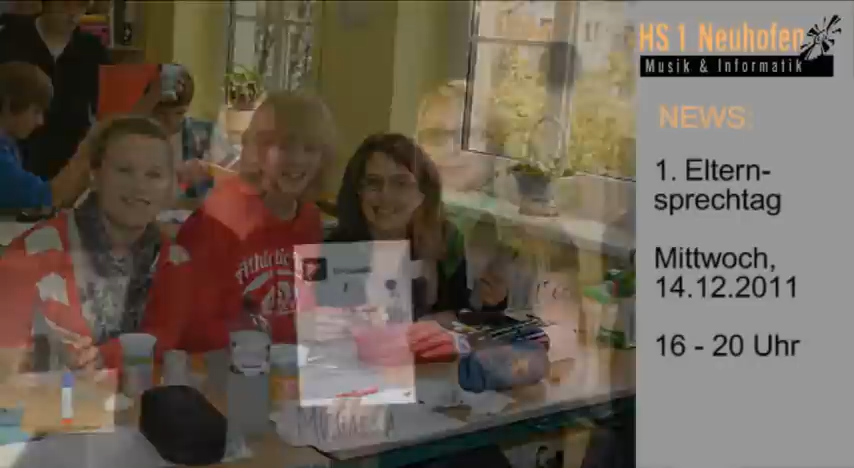 HS 1 Neuhofen
Musik & Informatik
NEWS:
1. Eltern-
sprechtag
Mittwoch,
14.12.2011
16 - 20 Uhr